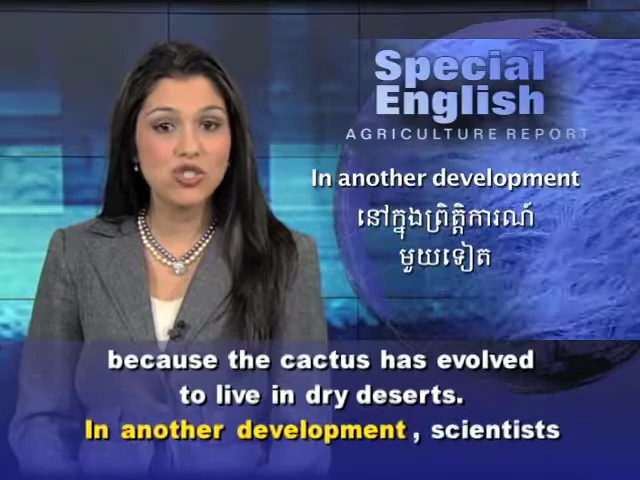 Special
English
AGRICULTURE REPORT
In another development
នៅក្នុងព្រិត្តិការណ៍
មួយទៀត
because the cactus has evolved
to live in dry deserts.
In another development, scientists